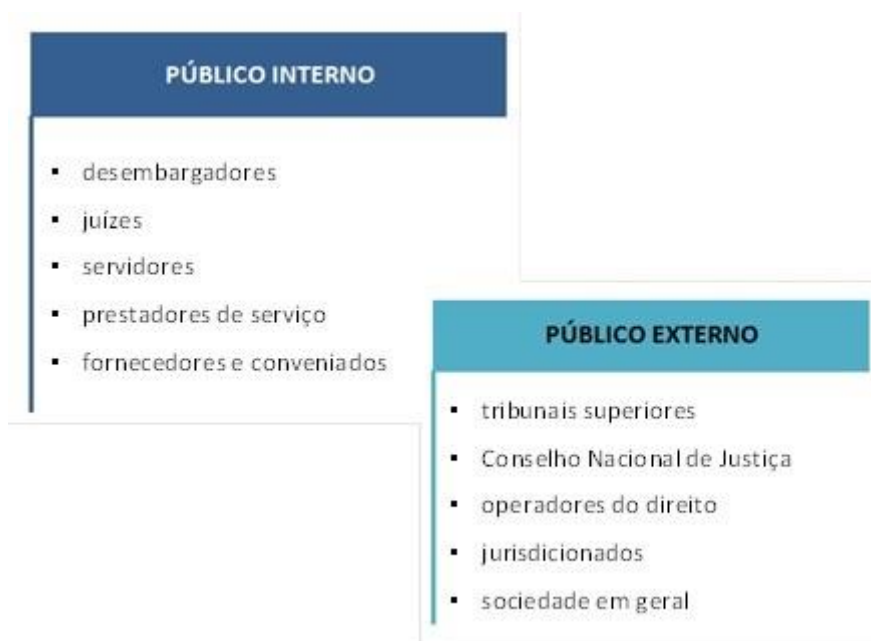 PÚBLICO INTERNO
▪ desembargadores
▪ juízes
▪ servidores
▪ prestadores de serviço
▪ fornecedores e conveniados
PÚBLICO EXTERNO
▪ tribunais superiores
▪ Conselho Nacional de Justiça
▪ operadores do direito
▪ jurisdicionados
▪ sociedade em geral